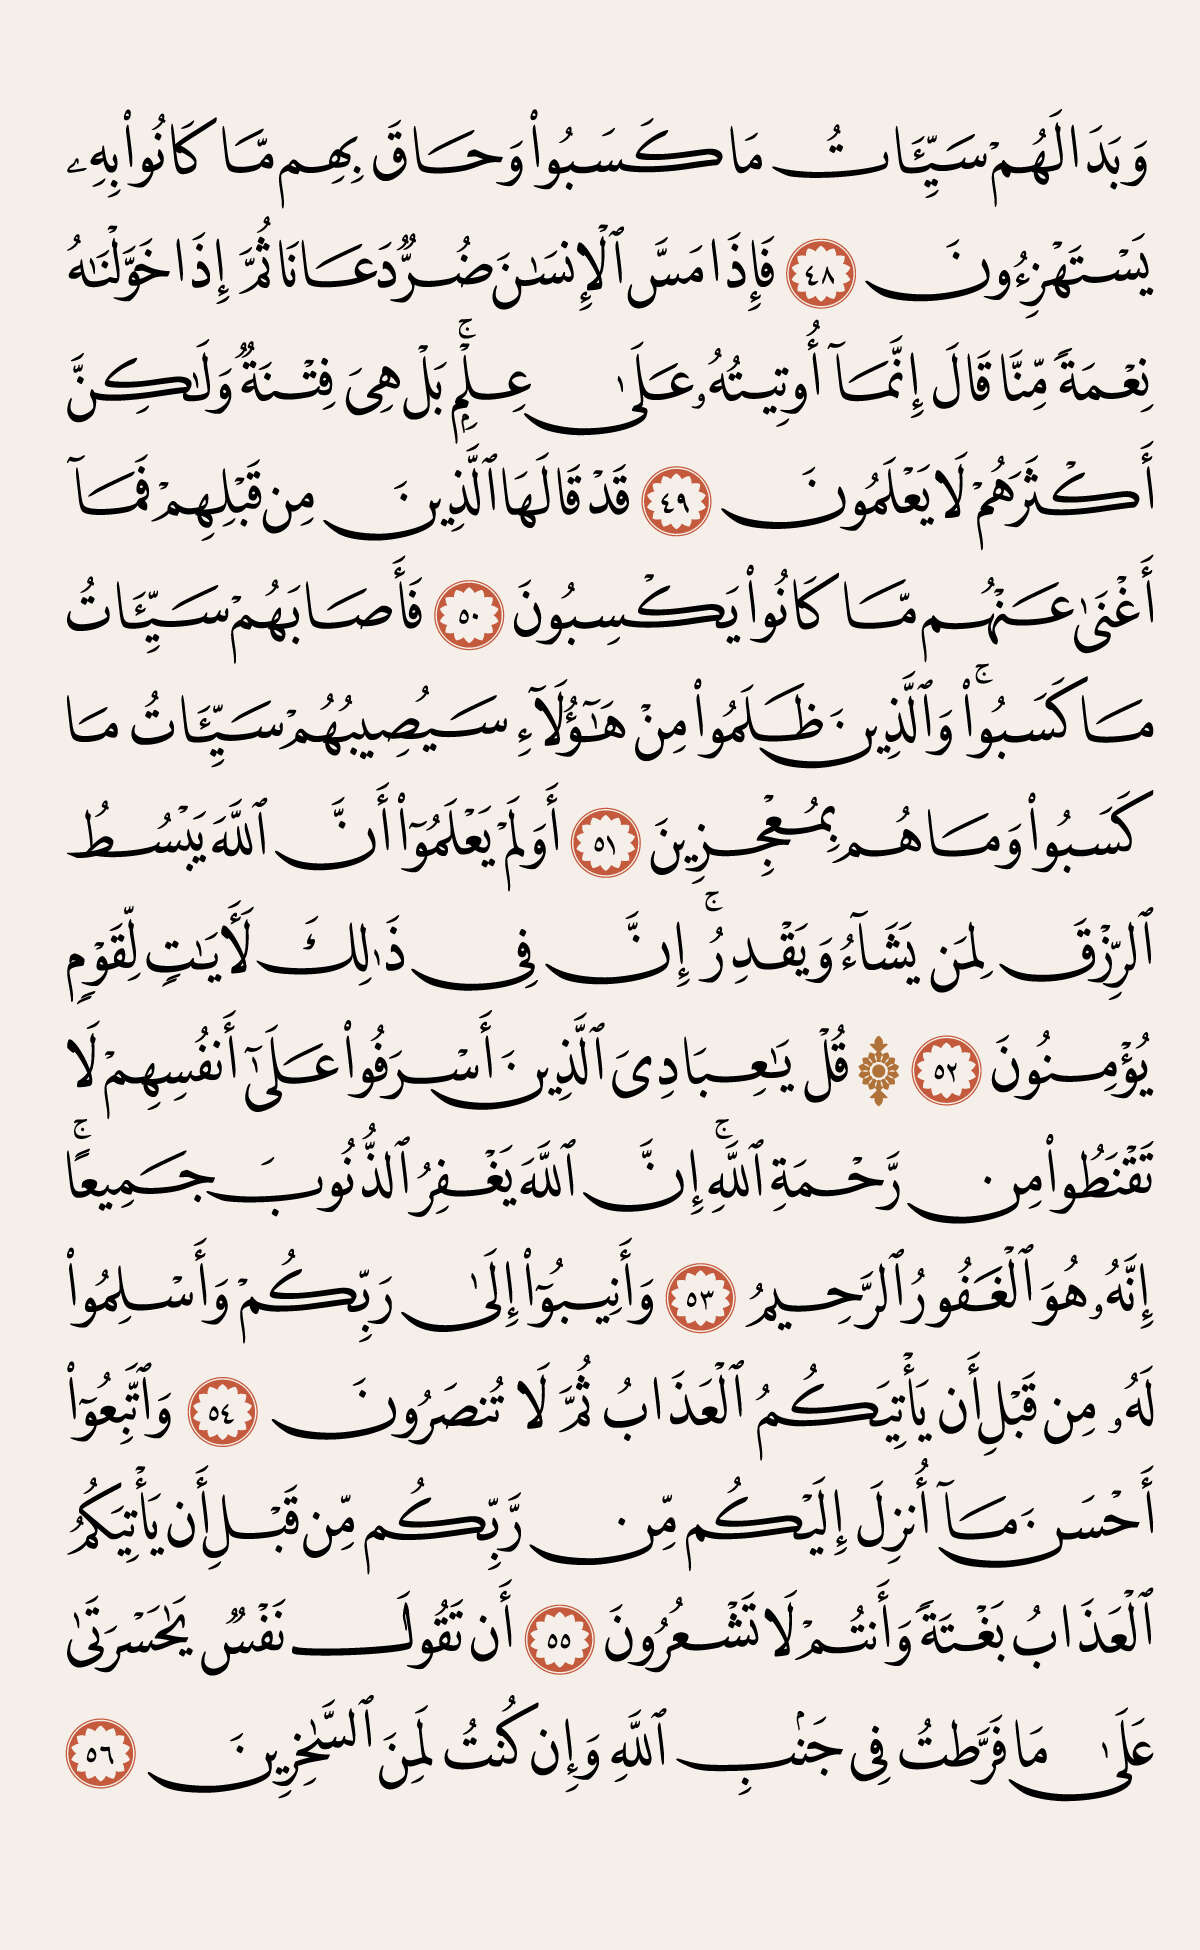 وَبَدَا لَهُمْ سَيِّـَٔاتُ مَا كَسَبُوا۟ وَحَاقَ بِهِم مَّا كَانُوا۟ بِهِۦ
يَسْتَهْزِءُونَ ٤٨ فَإِذَا مَسَّ ٱلْإِنسَـٰنَ ضُرٌّ دَعَانَا ثُمَّ إِذَا خَوَّلْنَـٰهُ
نِعْمَةً مِّنَّا قَالَ إِنَّمَآ أُوتِيتُهُۥ عَلَىٰ عِلْمٍۭ ۚ بَلْ هِىَ فِتْنَةٌ وَلَـٰكِنَّ
أَكْثَرَهُمْ لَا يَعْلَمُونَ ٤٩ قَدْ قَالَهَا ٱلَّذِينَ مِن قَبْلِهِمْ فَمَآ
أَغْنَىٰ عَنْهُم مَّا كَانُوا۟ يَكْسِبُونَ ٥٠ فَأَصَابَهُمْ سَيِّـَٔاتُ
مَا كَسَبُوا۟ ۚ وَٱلَّذِينَ ظَلَمُوا۟ مِنْ هَـٰٓؤُلَآءِ سَيُصِيبُهُمْ سَيِّـَٔاتُ مَا
كَسَبُوا۟ وَمَا هُم بِمُعْجِزِينَ ٥١ أَوَلَمْ يَعْلَمُوٓا۟ أَنَّ ٱللَّهَ يَبْسُطُ
ٱلرِّزْقَ لِمَن يَشَآءُ وَيَقْدِرُ ۚ إِنَّ فِى ذَٰلِكَ لَـَٔايَـٰتٍ لِّقَوْمٍ
يُؤْمِنُونَ ٥٢ ۞ قُلْ يَـٰعِبَادِىَ ٱلَّذِينَ أَسْرَفُوا۟ عَلَىٰٓ أَنفُسِهِمْ لَا
تَقْنَطُوا۟ مِن رَّحْمَةِ ٱللَّهِ ۚ إِنَّ ٱللَّهَ يَغْفِرُ ٱلذُّنُوبَ جَمِيعًا ۚ
إِنَّهُۥ هُوَ ٱلْغَفُورُ ٱلرَّحِيمُ ٥٣ وَأَنِيبُوٓا۟ إِلَىٰ رَبِّكُمْ وَأَسْلِمُوا۟
لَهُۥ مِن قَبْلِ أَن يَأْتِيَكُمُ ٱلْعَذَابُ ثُمَّ لَا تُنصَرُونَ ٥٤ وَٱتَّبِعُوٓا۟
أَحْسَنَ مَآ أُنزِلَ إِلَيْكُم مِّن رَّبِّكُم مِّن قَبْلِ أَن يَأْتِيَكُمُ
ٱلْعَذَابُ بَغْتَةً وَأَنتُمْ لَا تَشْعُرُونَ ٥٥ أَن تَقُولَ نَفْسٌ يَـٰحَسْرَتَىٰ
عَلَىٰ مَا فَرَّطتُ فِى جَنۢبِ ٱللَّهِ وَإِن كُنتُ لَمِنَ ٱلسَّـٰخِرِينَ ٥٦